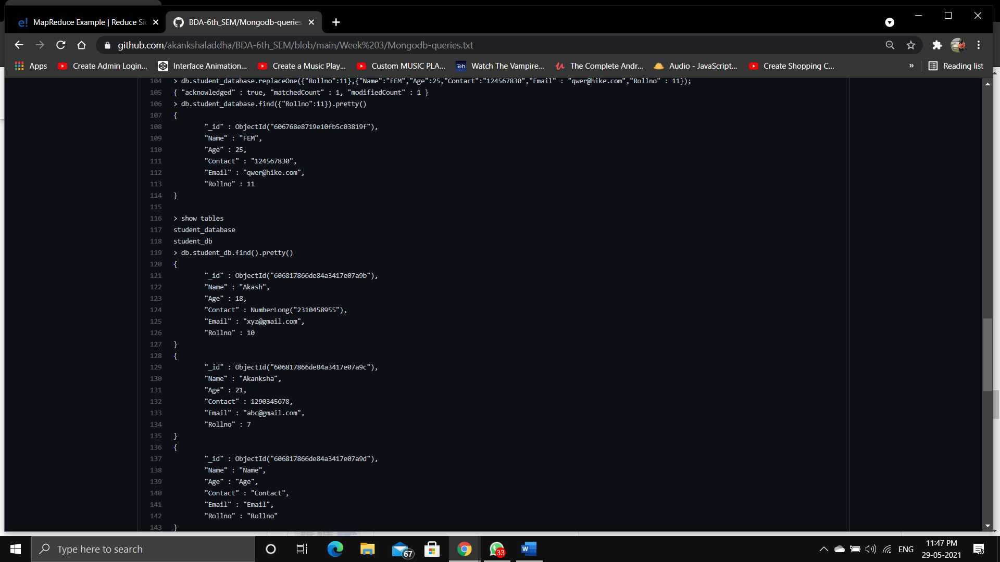 MapReduce Example | Reduce Si
BDA-6th_SEM/Mongodb-queries
github.com/akankshaladdha/BDA-6th_SEM/blob/main/Week%203/Mongodb-queries.txt
Apps
Create Admin Login...
Interface Animation...
Create a Music Play...
Custom MUSIC PLA...
Watch The Vampire...
The Complete Andr...
Audio - JavaScript...
Create Shopping C...
»
Reading list
104 > db.student_database.replaceOne({"Rollno":11},{"Name":"FEM","Age":25,"Contact":"124567830","Email" : "qwer@hike.com","Rollno" : 11});
105 { "acknowledged" : true, "matchedCount" : 1, "modifiedCount" : 1 }
106 > db.student_database.find({"Rollno":11}).pretty()
107 {
108 "_id" : ObjectId("606768e8719e10fb5c03819f"),
109 "Name" : "FEM",
110 "Age" : 25,
111 "Contact" : "124567830",
112 "Email" : "qwer@hike.com",
113 "Rollno" : 11
114 }
115
116 > show tables
117 student_database
118 student_db
119 > db.student_db.find().pretty()
120 {
121 "_id" : ObjectId("606817866de84a3417e07a9b"),
122 "Name" : "Akash",
123 "Age" : 18,
124 "Contact" : NumberLong("2310458955"),
125 "Email" : "xyz@gmail.com",
126 "Rollno" : 10
127 }
128 {
129 "_id" : ObjectId("606817866de84a3417e07a9c"),
130 "Name" : "Akanksha",
131 "Age" : 21,
132 "Contact" : 1290345678,
133 "Email" : "abc@gmail.com",
134 "Rollno" : 7
135 }
136 {
137 "_id" : ObjectId("606817866de84a3417e07a9d"),
138 "Name" : "Name",
139 "Age" : "Age",
140 "Contact" : "Contact",
141 "Email" : "Email",
142 "Rollno" : "Rollno"
143 }
Type here to search
67
33
ENG
11:47 PM
29-05-2021